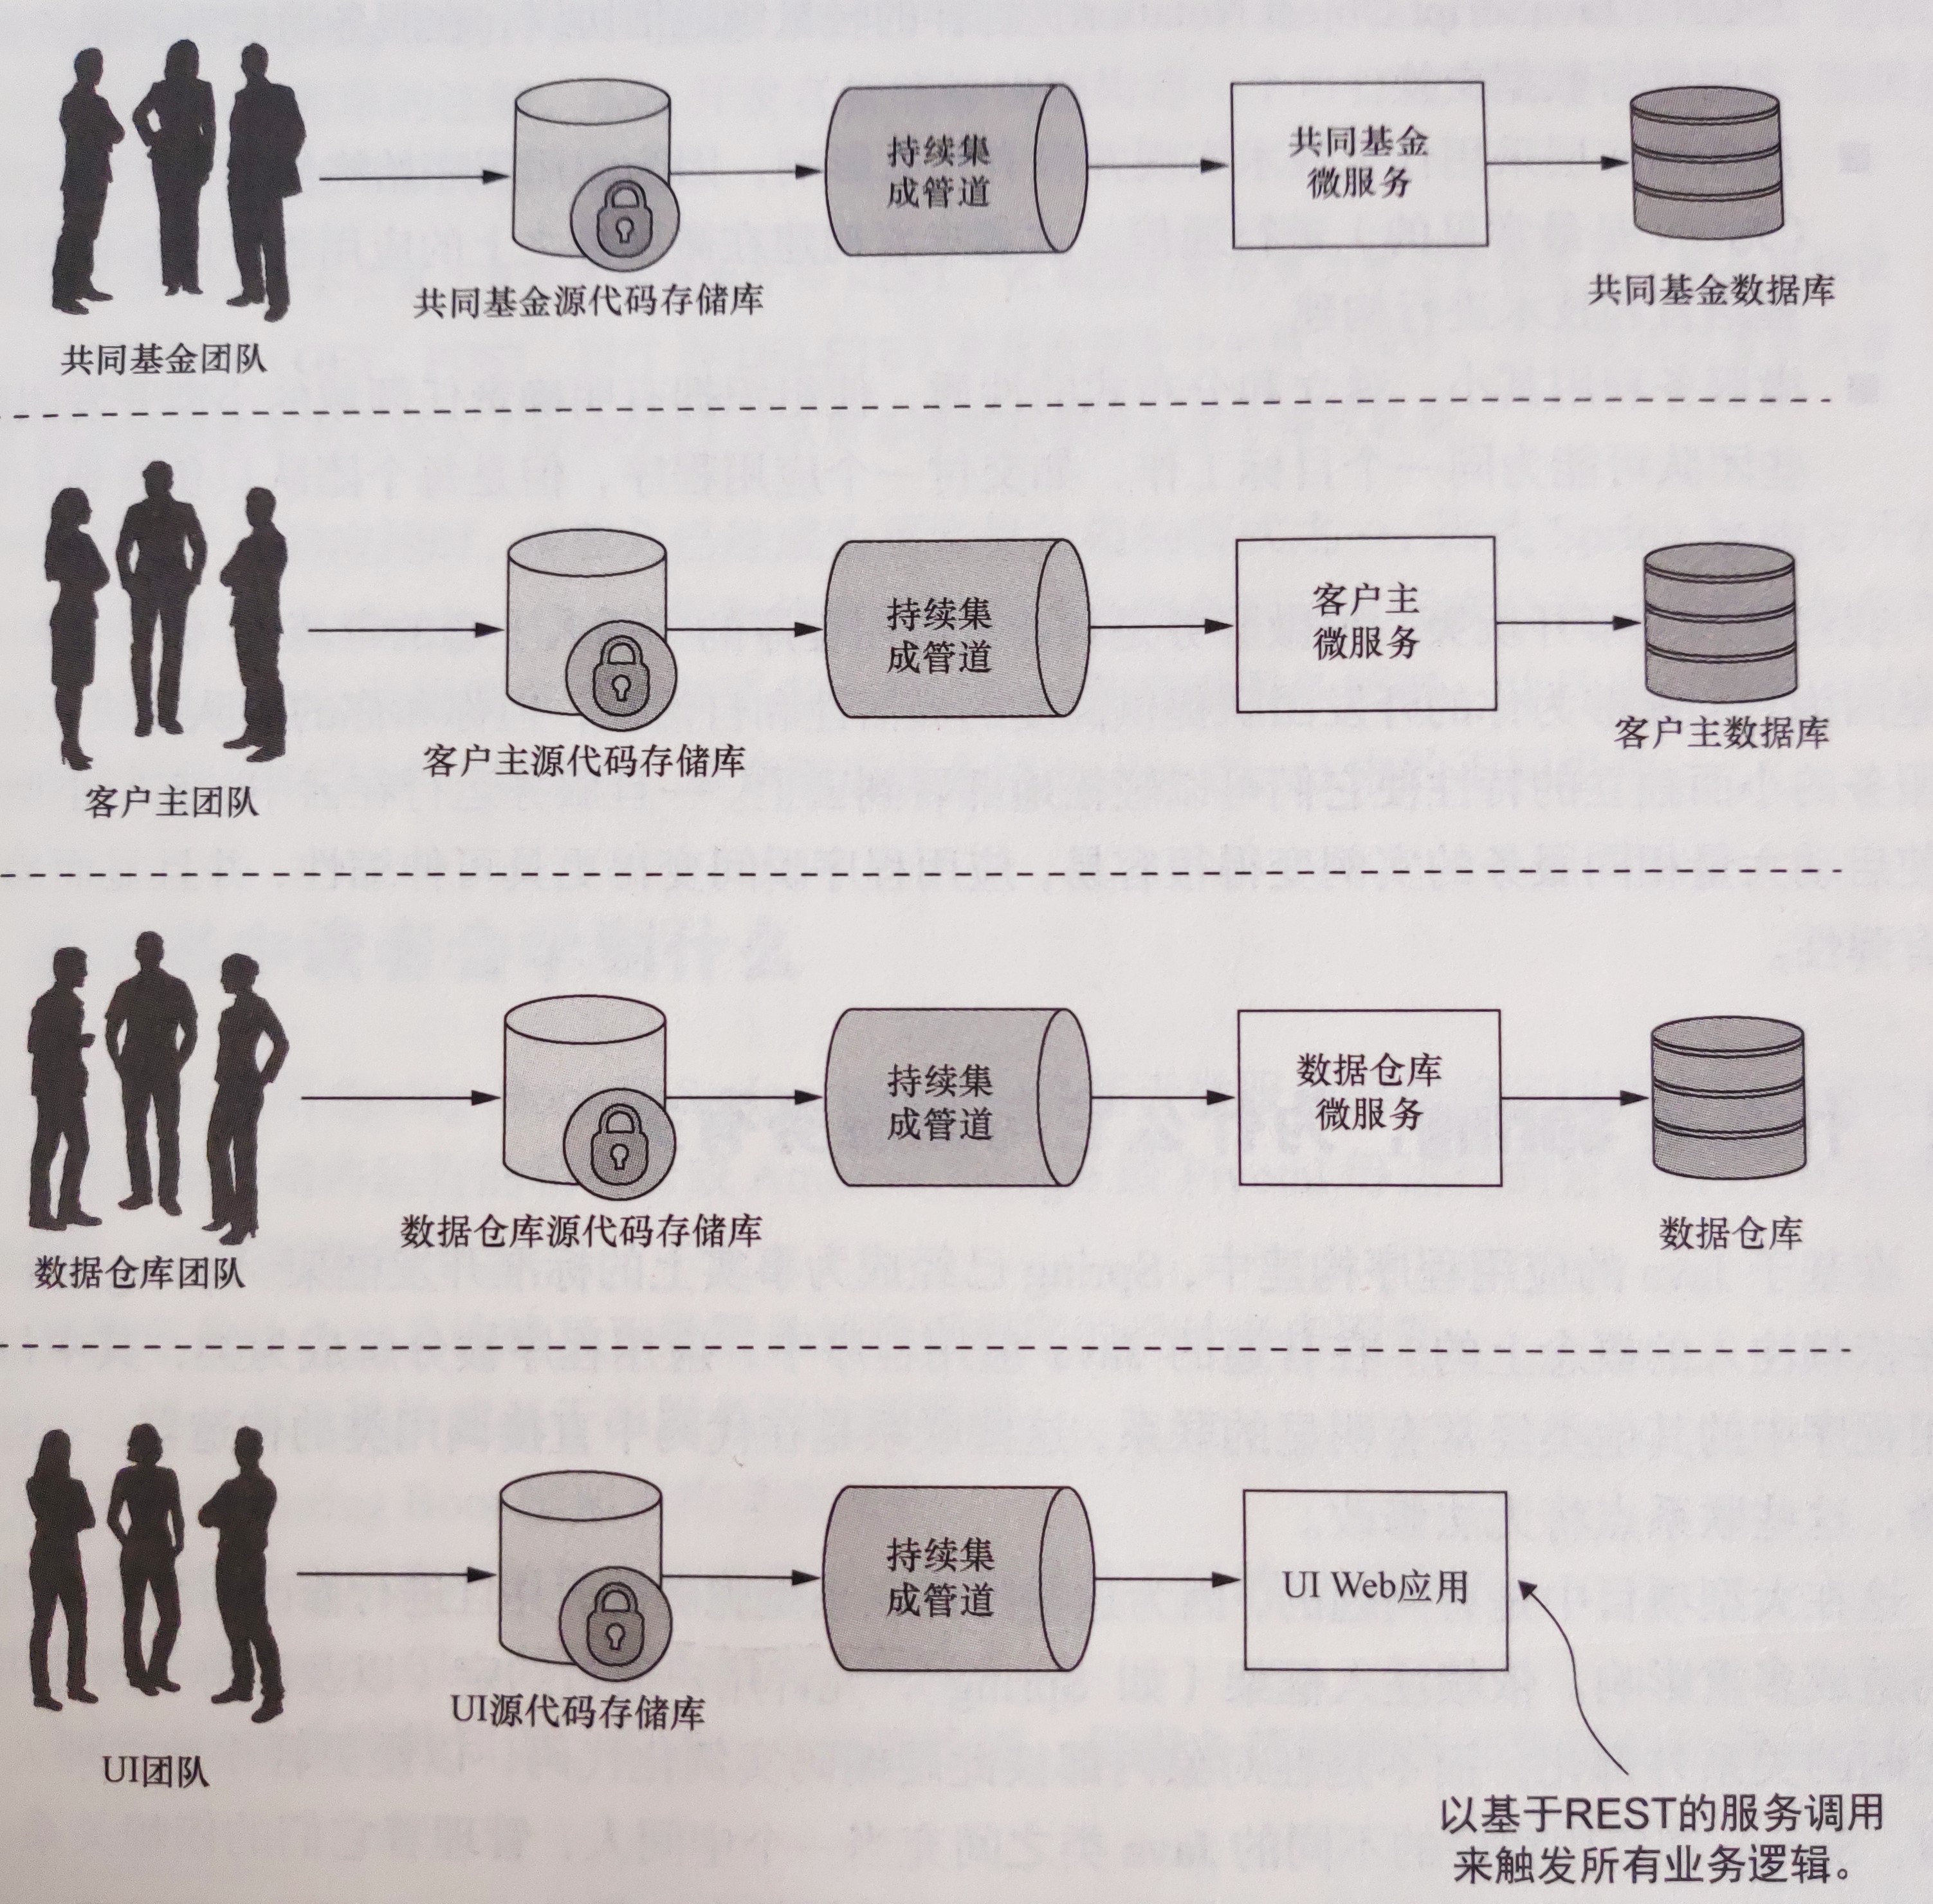 持续集
成管道
共同基金
微服务
共同基金源代码存储库
共同基金数据库
共同基金团队
持续集
成管道
客户主
微服务
客户主源代码存储库
客户主数据库
客户主团队
持续集
成管道
数据仓库
微服务
数据仓库源代码存储库
数据仓库
数据仓库团队
持续集
成管道
UI Web应用
UI源代码存储库
UI团队
以基于REST的服务调用
来触发所有业务逻辑。